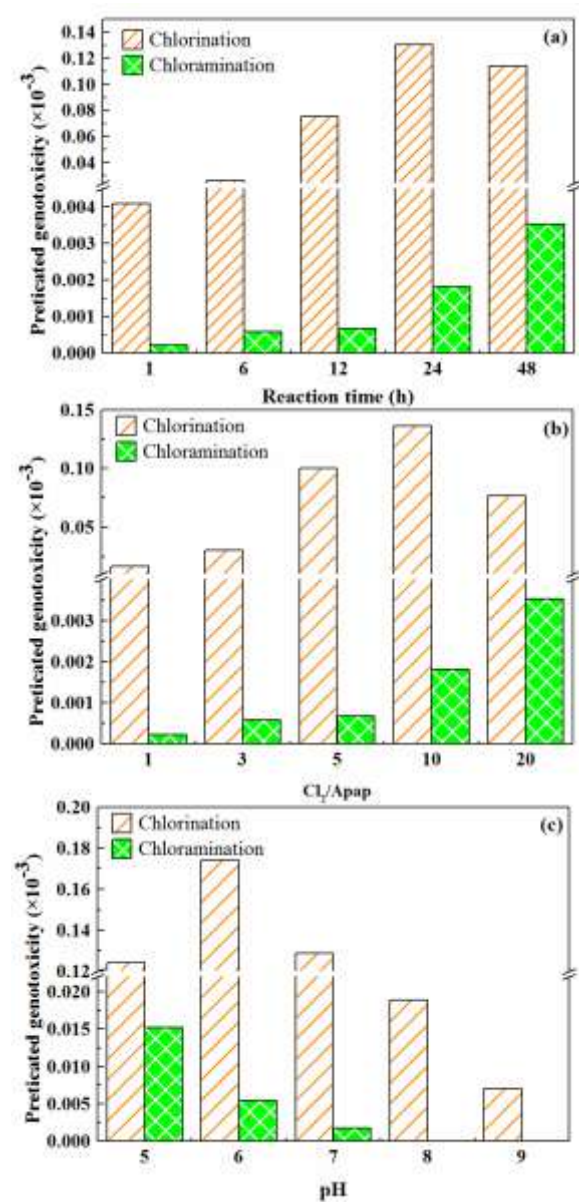 (a)
Chlorination
Chloramination
Preticated genotoxicity (×10⁻³)
0.14
0.12
0.10
0.08
0.06
0.04
0.004
0.003
0.002
0.001
0.000
1 6 12 24 48
Reaction time (h)
(b)
Chlorination
Chloramination
Preticated genotoxicity (×10⁻³)
0.15
0.10
0.05
0.003
0.002
0.001
0.000
1 3 5 10 20
Cl₂/Apap
(c)
Chlorination
Chloramination
Preticated genotoxicity (×10⁻³)
0.20
0.18
0.16
0.14
0.12
0.020
0.015
0.010
0.005
0.000
5 6 7 8 9
pH